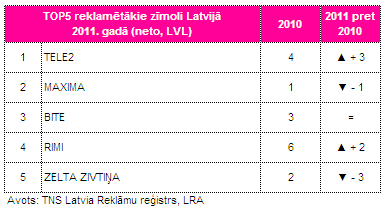 TOP5 reklamētākie zīmoli Latvijā
2011. gadā (neto, LVL)
2010
2011 pret
2010
1 TELE2 4 ▲ + 3
2 MAXIMA 1 ▼ - 1
3 BITE 3 =
4 RIMI 6 ▲ + 2
5 ZELTA ZIVTIŅA 2 ▼ - 3
Avots: TNS Latvia Reklāmu reģistrs, LRA